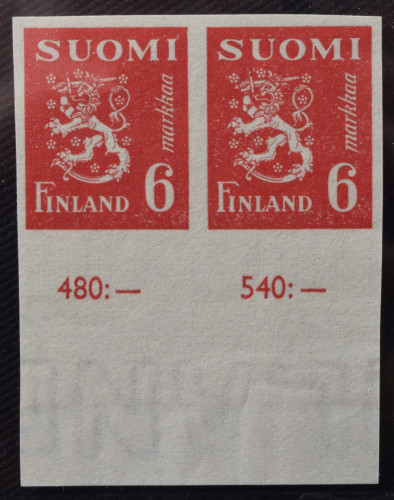 SUOMI
markkaa
FINLAND 6
SUOMI
markkaa
FINLAND 6
480:— 540:—